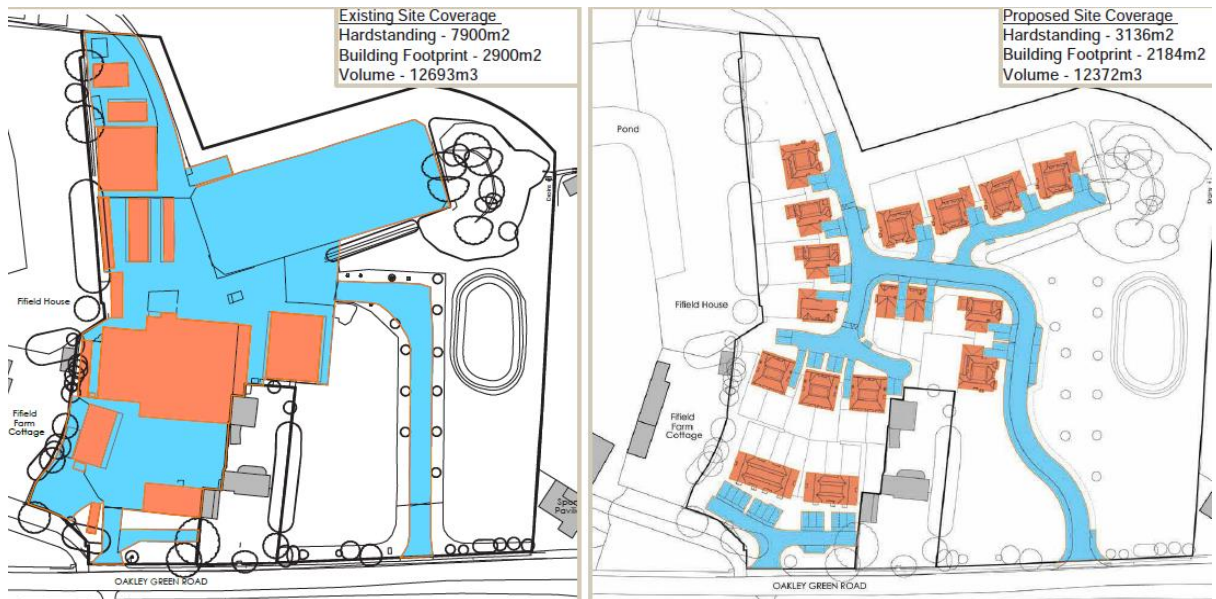 Existing Site Coverage
Hardstanding - 7900m2
Building Footprint - 2900m2
Volume - 12693m3
Fifield House
Fifield
Farm
Cottage
OAKLEY GREEN ROAD
Proposed Site Coverage
Hardstanding - 3136m2
Building Footprint - 2184m2
Volume - 12372m3
Pond
Fifield House
Fifield
Farm
Cottage
OAKLEY GREEN ROAD